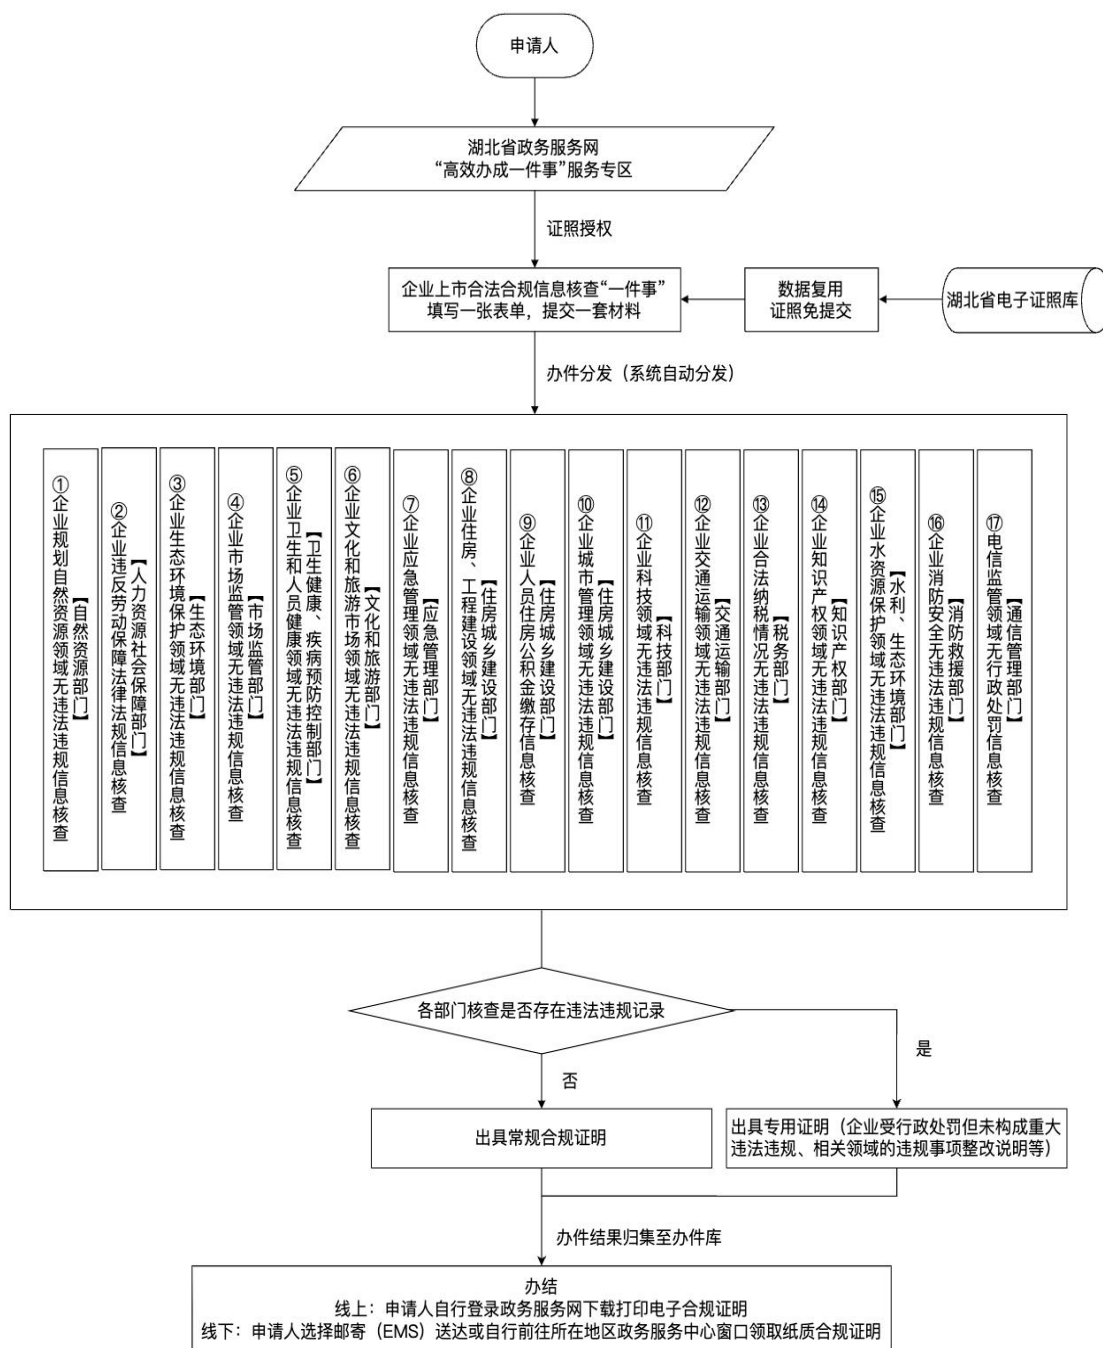 申请人
湖北省政务服务网
“高效办成一件事”服务专区
证照授权
企业上市合法合规信息核查“一件事”
填写一张表单，提交一套材料
数据复用
证照免提交
湖北省电子证照库
办件分发（系统自动分发）
①企业规划自然资源领域无违法违规信息核查
【自然资源部门】
②企业违反劳动保障法律法规信息核查
【人力资源社会保障部门】
③企业生态环境保护领域无违法违规信息核查
【生态环境部门】
④企业市场监管领域无违法违规信息核查
【市场监管部门】
⑤企业卫生和人员健康领域无违法违规信息核查
【卫生健康、疾病预防控制部门】
⑥企业文化和旅游市场领域无违法违规信息核查
【文化和旅游部门】
⑦企业应急管理领域无违法违规信息核查
【应急管理部门】
⑧企业住房、工程建设领域无违法违规信息核查
【住房城乡建设部门】
⑨企业人员住房公积金缴存信息核查
【住房城乡建设部门】
⑩企业城市管理领域无违法违规信息核查
【住房城乡建设部门】
⑪企业科技领域无违法违规信息核查
【科技部门】
⑫企业交通运输领域无违法违规信息核查
【交通运输部门】
⑬企业合法纳税情况无违法违规信息核查
【税务部门】
⑭企业知识产权领域无违法违规信息核查
【知识产权部门】
⑮企业水资源保护领域无违法违规信息核查
【水利、生态环境部门】
⑯企业消防安全无违法违规信息核查
【消防救援部门】
⑰电信监管领域无行政处罚信息核查
【通信管理部门】
各部门核查是否存在违法违规记录
是
否
出具常规合规证明
出具专用证明（企业受行政处罚但未构成重大
违法违规、相关领域的违规事项整改说明等）
办件结果归集至办件库
办结
线上：申请人自行登录政务服务网下载打印电子合规证明
线下：申请人选择邮寄（EMS）送达或自行前往所在地区政务服务中心窗口领取纸质合规证明